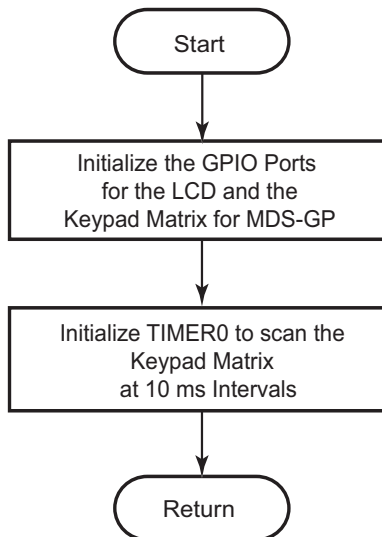 Start
Initialize the GPIO Ports
for the LCD and the
Keypad Matrix for MDS-GP
Initialize TIMER0 to scan the
Keypad Matrix
at 10 ms Intervals
Return